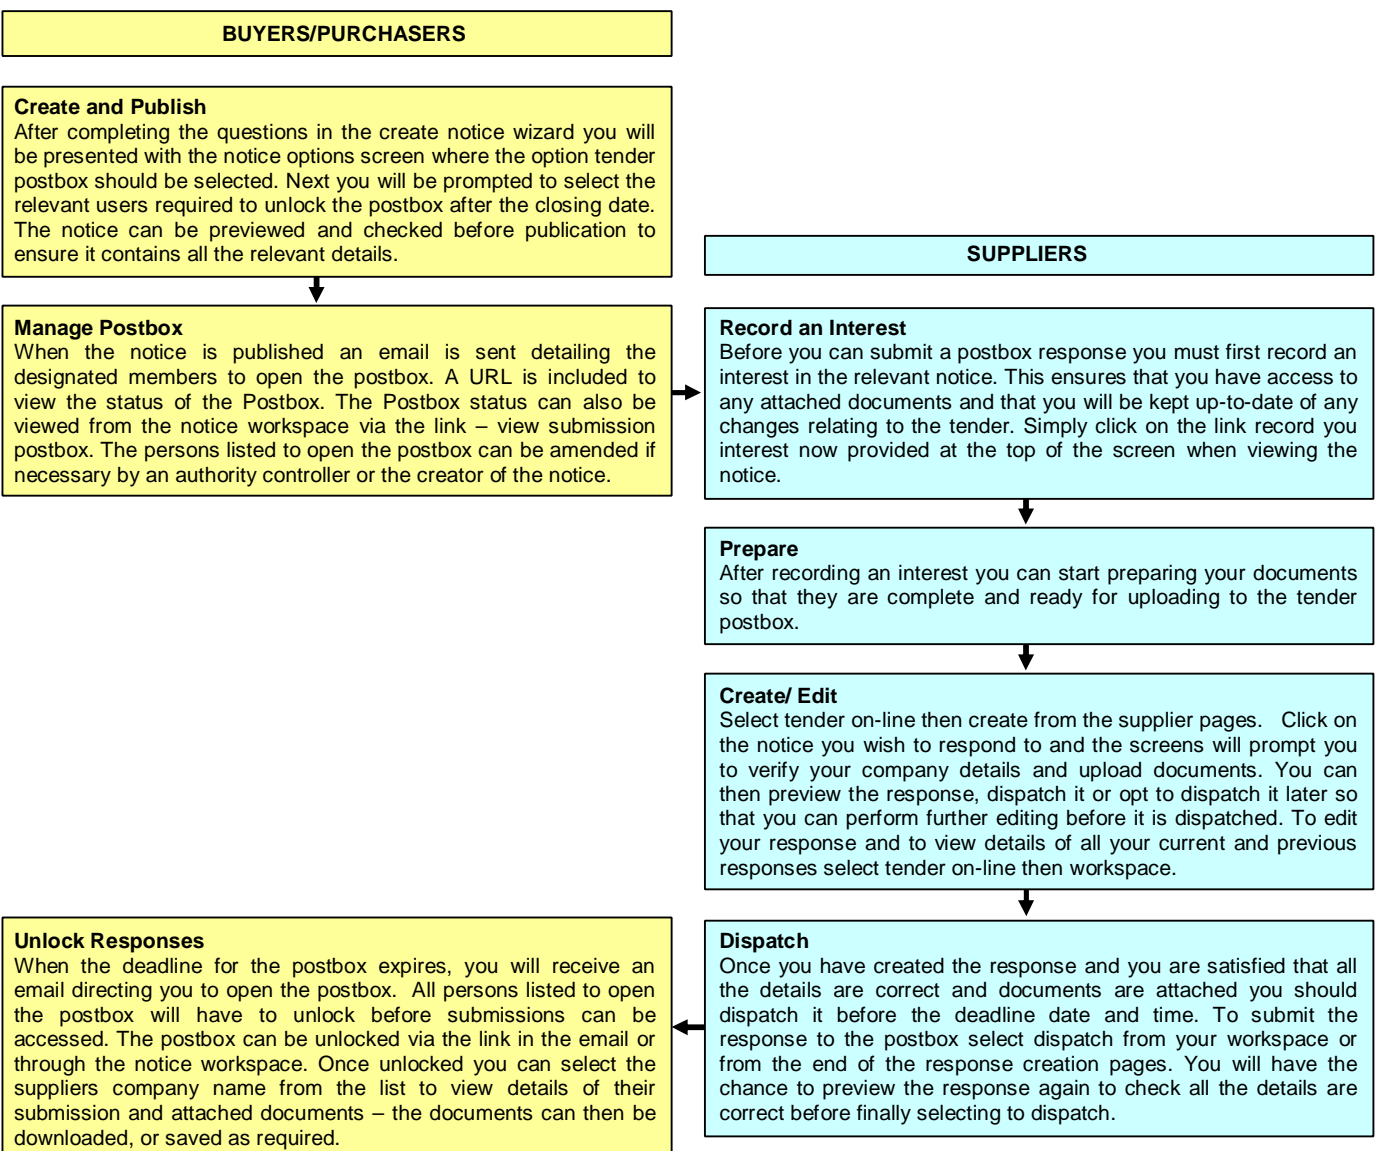 BUYERS/PURCHASERS
Create and Publish
After completing the questions in the create notice wizard you will
be presented with the notice options screen where the option tender
postbox should be selected. Next you will be prompted to select the
relevant users required to unlock the postbox after the closing date.
The notice can be previewed and checked before publication to
ensure it contains all the relevant details.
Manage Postbox
When the notice is published an email is sent detailing the
designated members to open the postbox. A URL is included to
view the status of the Postbox. The Postbox status can also be
viewed from the notice workspace via the link – view submission
postbox. The persons listed to open the postbox can be amended if
necessary by an authority controller or the creator of the notice.
SUPPLIERS
Record an Interest
Before you can submit a postbox response you must first record an
interest in the relevant notice. This ensures that you have access to
any attached documents and that you will be kept up-to-date of any
changes relating to the tender. Simply click on the link record you
interest now provided at the top of the screen when viewing the
notice.
Prepare
After recording an interest you can start preparing your documents
so that they are complete and ready for uploading to the tender
postbox.
Create/ Edit
Select tender on-line then create from the supplier pages. Click on
the notice you wish to respond to and the screens will prompt you
to verify your company details and upload documents. You can
then preview the response, dispatch it or opt to dispatch it later so
that you can perform further editing before it is dispatched. To edit
your response and to view details of all your current and previous
responses select tender on-line then workspace.
Dispatch
Once you have created the response and you are satisfied that all
the details are correct and documents are attached you should
dispatch it before the deadline date and time. To submit the
response to the postbox select dispatch from your workspace or
from the end of the response creation pages. You will have the
chance to preview the response again to check all the details are
correct before finally selecting to dispatch.
Unlock Responses
When the deadline for the postbox expires, you will receive an
email directing you to open the postbox. All persons listed to open
the postbox will have to unlock before submissions can be
accessed. The postbox can be unlocked via the link in the email or
through the notice workspace. Once unlocked you can select the
suppliers company name from the list to view details of their
submission and attached documents – the documents can then be
downloaded, or saved as required.